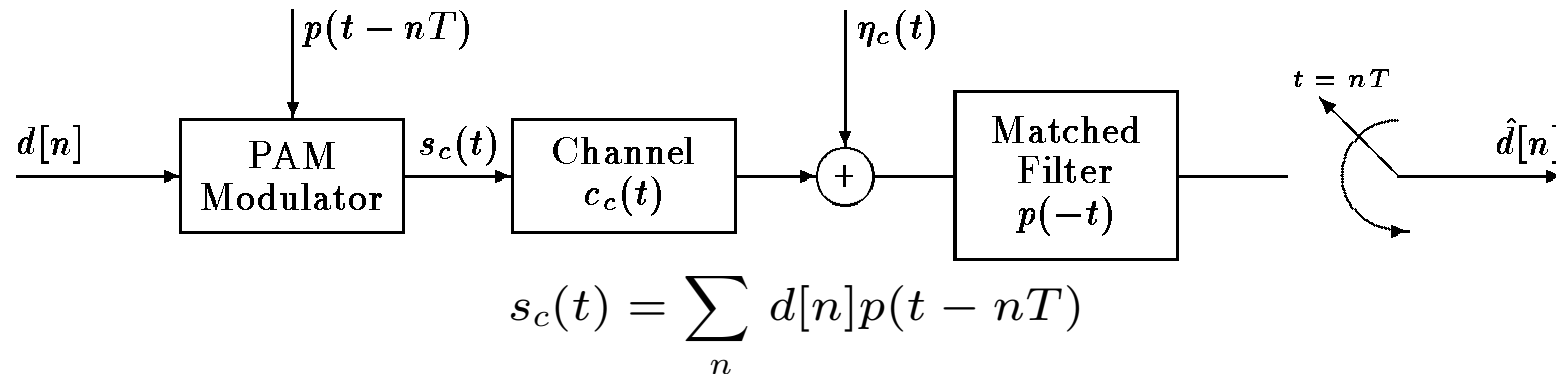 p(t − nT)
η_c(t)
t = nT
d[n]
PAM
Modulator
s_c(t)
Channel
c_c(t)
+
Matched
Filter
p(−t)
d̂[n]
s_c(t) = ∑_n d[n]p(t − nT)